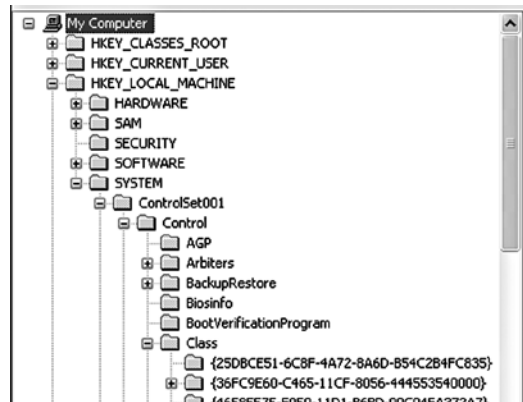 My Computer
HKEY_CLASSES_ROOT
HKEY_CURRENT_USER
HKEY_LOCAL_MACHINE
HARDWARE
SAM
SECURITY
SOFTWARE
SYSTEM
ControlSet001
Control
AGP
Arbiters
BackupRestore
Biosinfo
BootVerificationProgram
Class
{25DBCE51-6C8F-4A72-8A6D-B54C2B4FC835}
{36FC9E60-C465-11CF-8056-444553540000}